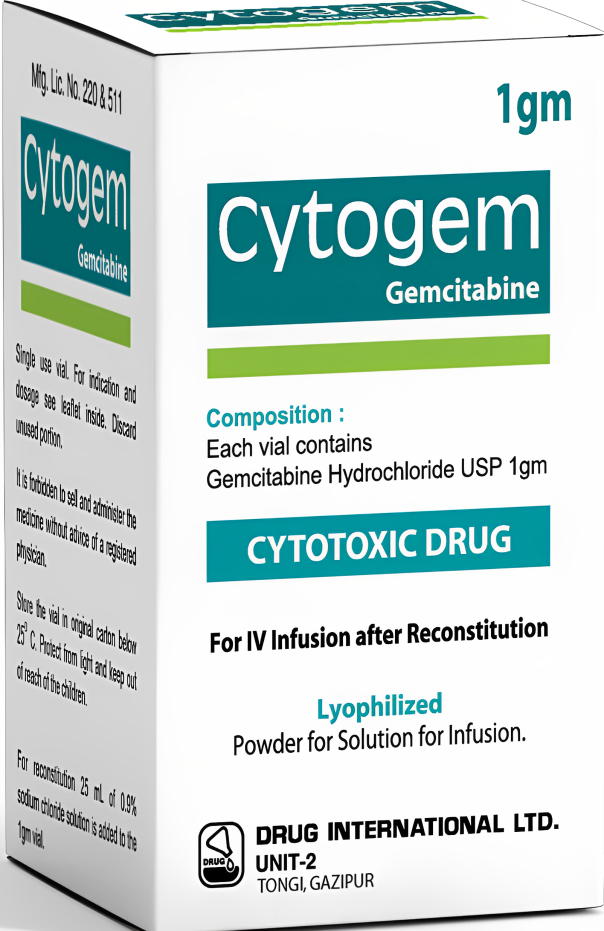 Cytogem
Gemcitabine
Mfg. Lic. No. 220 & 511
Cytogem
Gemcitabine
Single use vial. For indication and
dosage see leaflet inside. Discard
unused portion.
It is forbidden to sell and administer the
medicine without advice of a registered
physician.
Store the vial in original carton below
25⁰ C. Protect from light and keep out
of reach of the children.
For reconstitution 25 mL of 0.9%
sodium chloride solution is added to the
1gm vial.
1gm
Cytogem
Gemcitabine
Composition :
Each vial contains
Gemcitabine Hydrochloride USP 1gm
CYTOTOXIC DRUG
For IV Infusion after Reconstitution
Lyophilized
Powder for Solution for Infusion.
DRUG
DRUG INTERNATIONAL LTD.
UNIT-2
TONGI, GAZIPUR